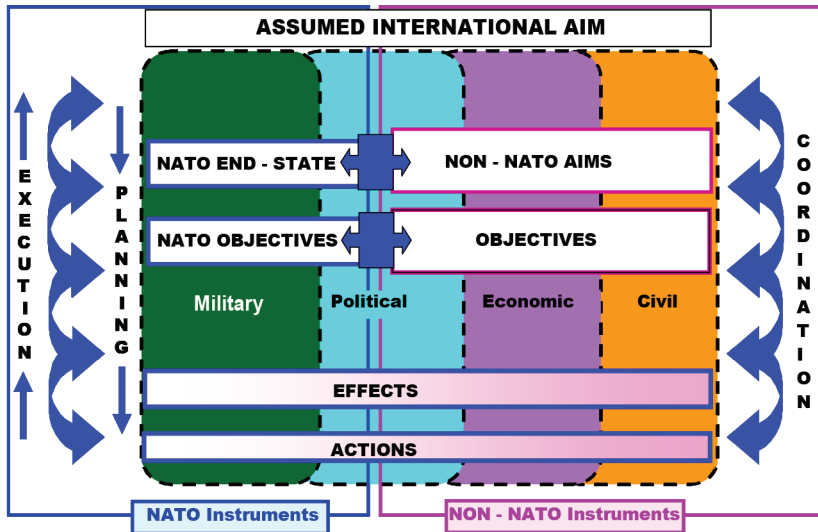 ASSUMED INTERNATIONAL AIM
EXECUTION
PLANNING
NATO END - STATE
NON - NATO AIMS
NATO OBJECTIVES
OBJECTIVES
Military
Political
Economic
Civil
EFFECTS
ACTIONS
COORDINATION
NATO Instruments
NON - NATO Instruments